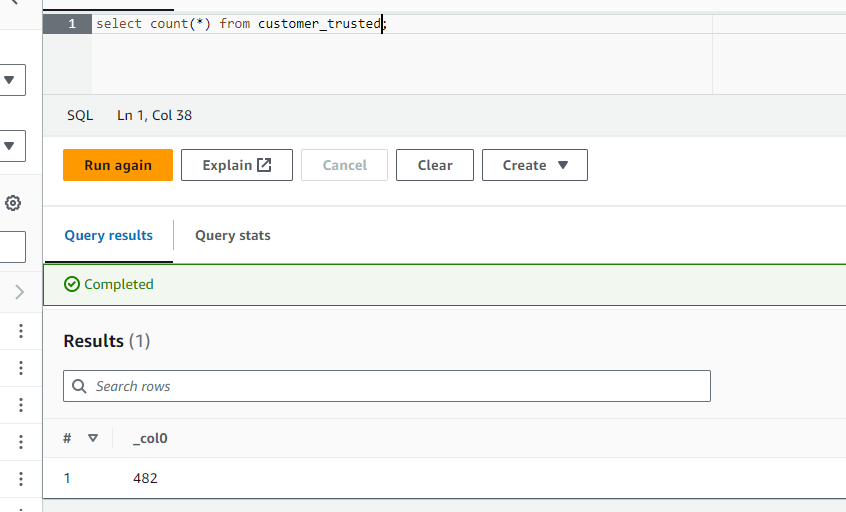 1 select count(*) from customer_trusted;
SQL Ln 1, Col 38
Run again Explain Cancel Clear Create
Query results Query stats
Completed
Results (1)
Search rows
# _col0
1 482